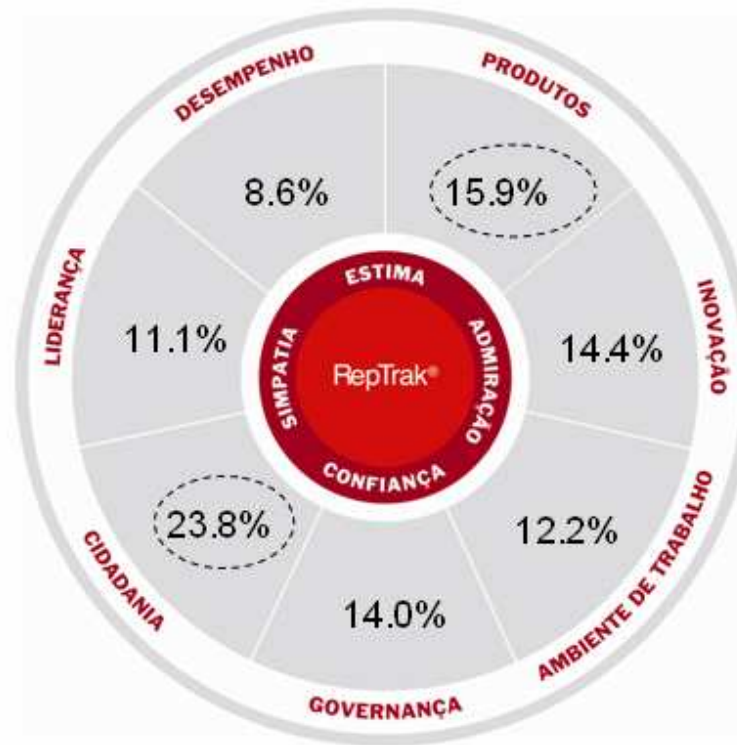 DESEMPENHO
PRODUTOS
8.6%
15.9%
LIDERANÇA
INOVAÇÃO
11.1%
14.4%
ESTIMA
SIMPATIA
ADMIRAÇÃO
RepTrak®
CONFIANÇA
23.8%
12.2%
14.0%
CIDADANIA
AMBIENTE DE TRABALHO
GOVERNANÇA